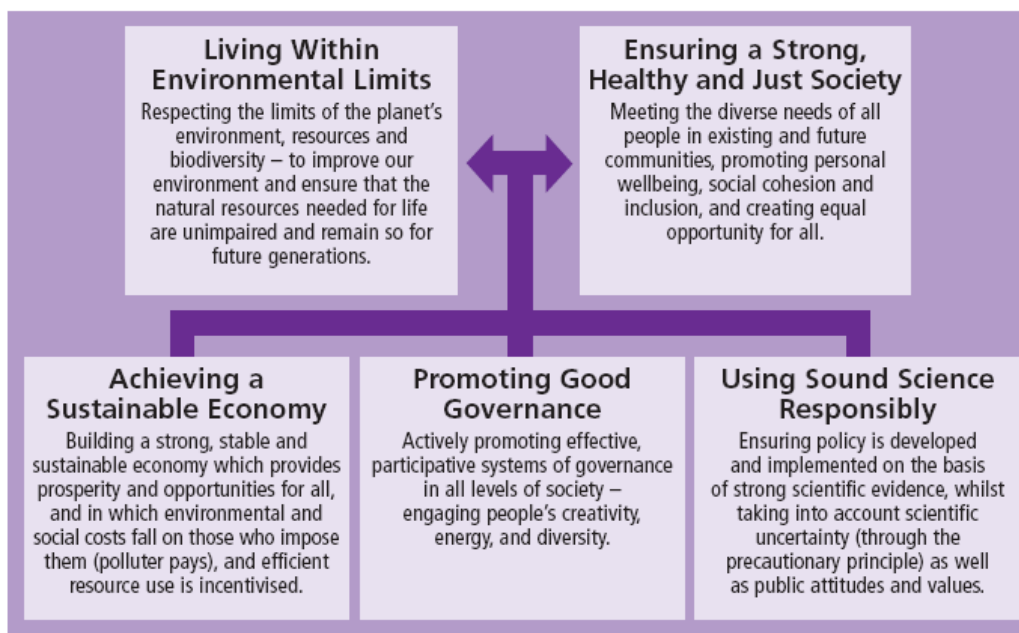 Living Within
Environmental Limits
Respecting the limits of the planet's
environment, resources and
biodiversity – to improve our
environment and ensure that the
natural resources needed for life
are unimpaired and remain so for
future generations.
Ensuring a Strong,
Healthy and Just Society
Meeting the diverse needs of all
people in existing and future
communities, promoting personal
wellbeing, social cohesion and
inclusion, and creating equal
opportunity for all.
Achieving a
Sustainable Economy
Building a strong, stable and
sustainable economy which provides
prosperity and opportunities for all,
and in which environmental and
social costs fall on those who impose
them (polluter pays), and efficient
resource use is incentivised.
Promoting Good
Governance
Actively promoting effective,
participative systems of governance
in all levels of society –
engaging people's creativity,
energy, and diversity.
Using Sound Science
Responsibly
Ensuring policy is developed
and implemented on the basis
of strong scientific evidence, whilst
taking into account scientific
uncertainty (through the
precautionary principle) as well
as public attitudes and values.